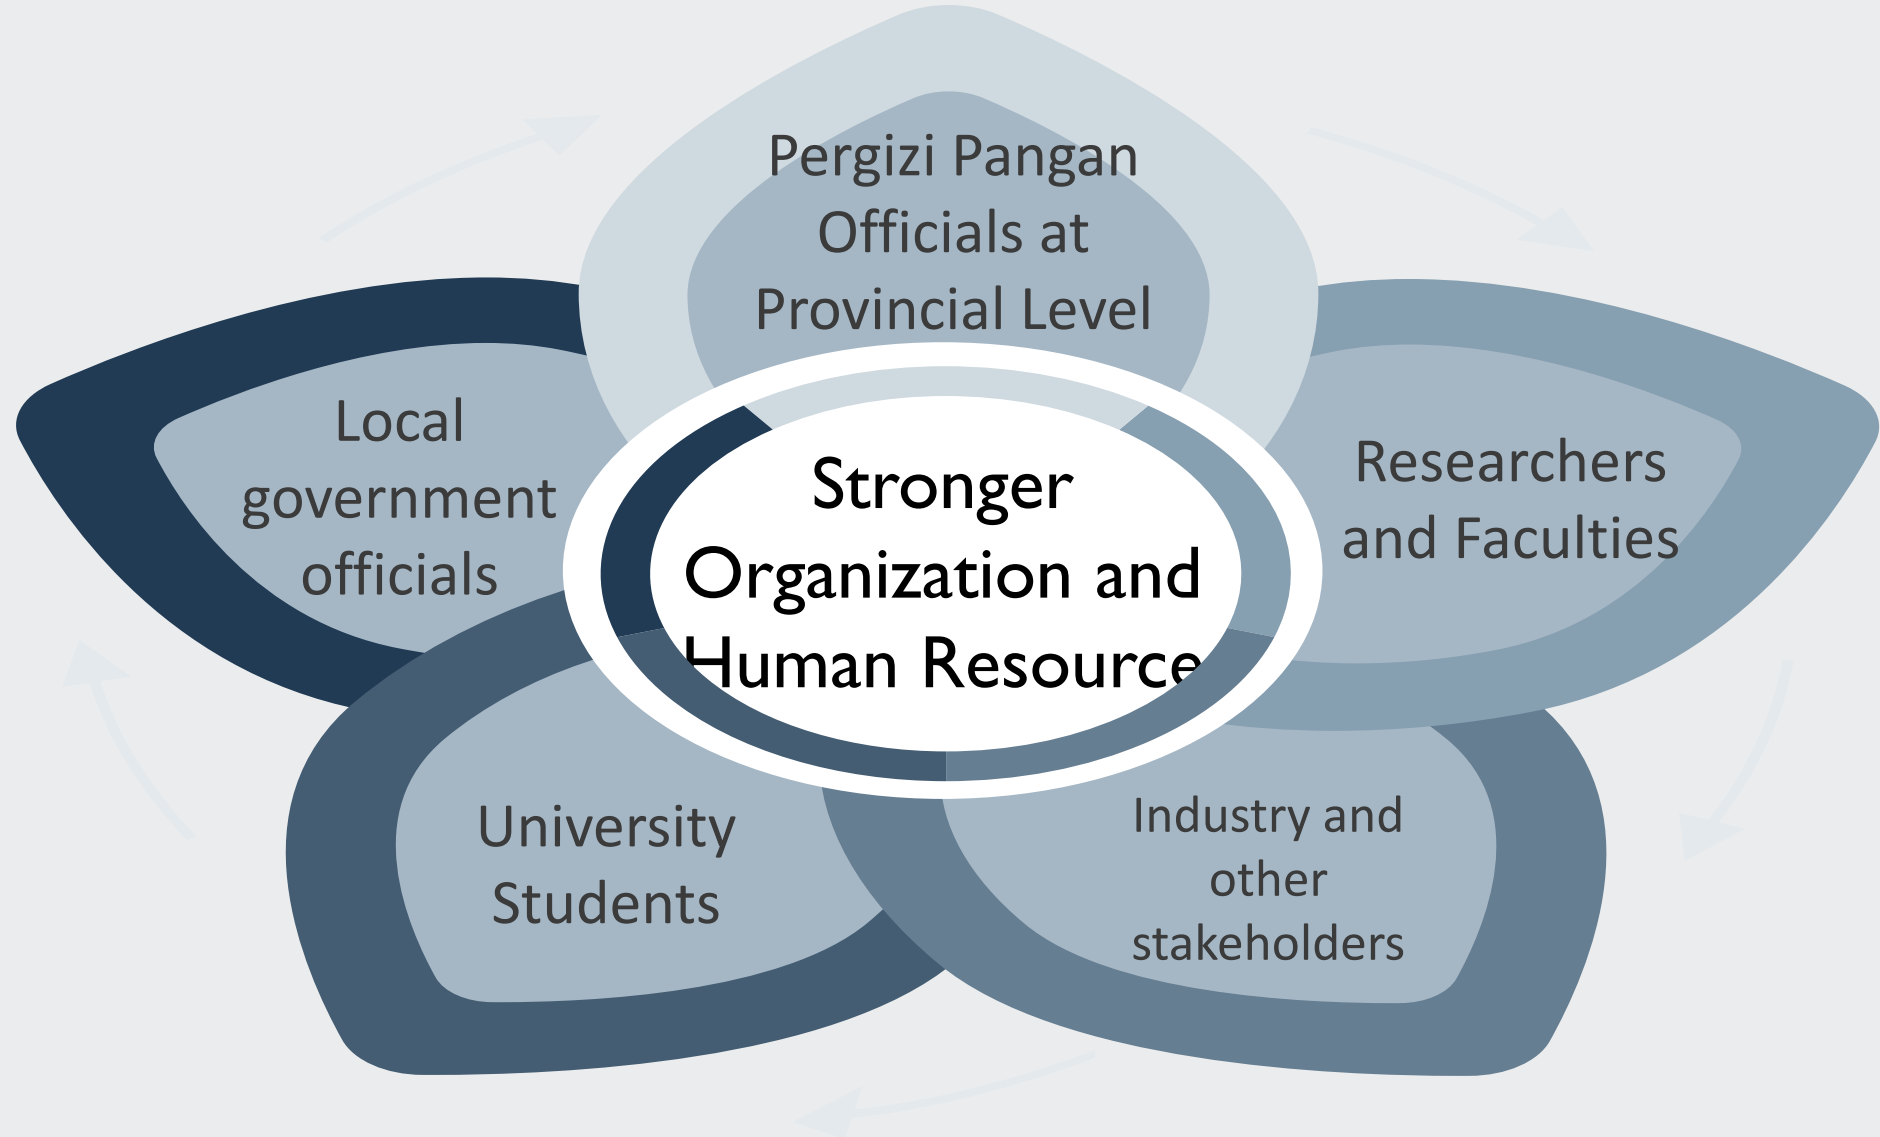 Pergizi Pangan
Officials at
Provincial Level
Local
government
officials
Researchers
and Faculties
Stronger
Organization and
Human Resource
University
Students
Industry and
other
stakeholders